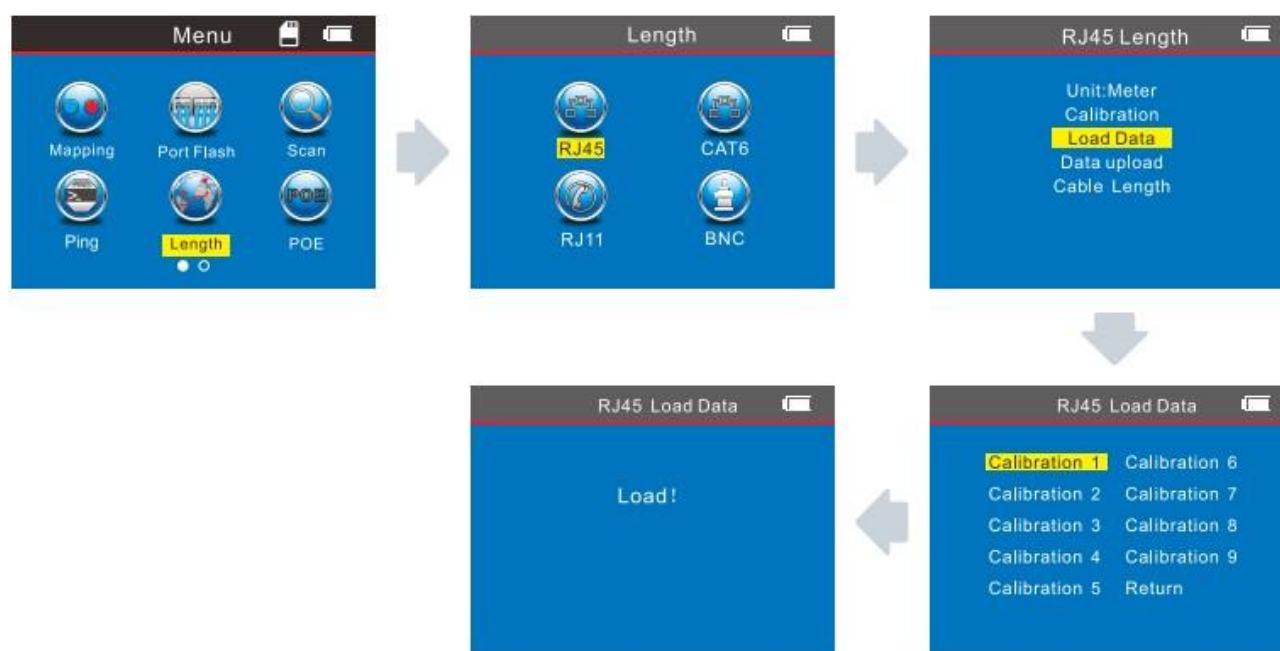 Menu
Mapping
Port Flash
Scan
Ping
Length
POE
POE
Length
RJ45
CAT6
RJ11
BNC
RJ45 Length
Unit:Meter
Calibration
Load Data
Data upload
Cable Length
RJ45 Load Data
Calibration 1 Calibration 6
Calibration 2 Calibration 7
Calibration 3 Calibration 8
Calibration 4 Calibration 9
Calibration 5 Return
RJ45 Load Data
Load!